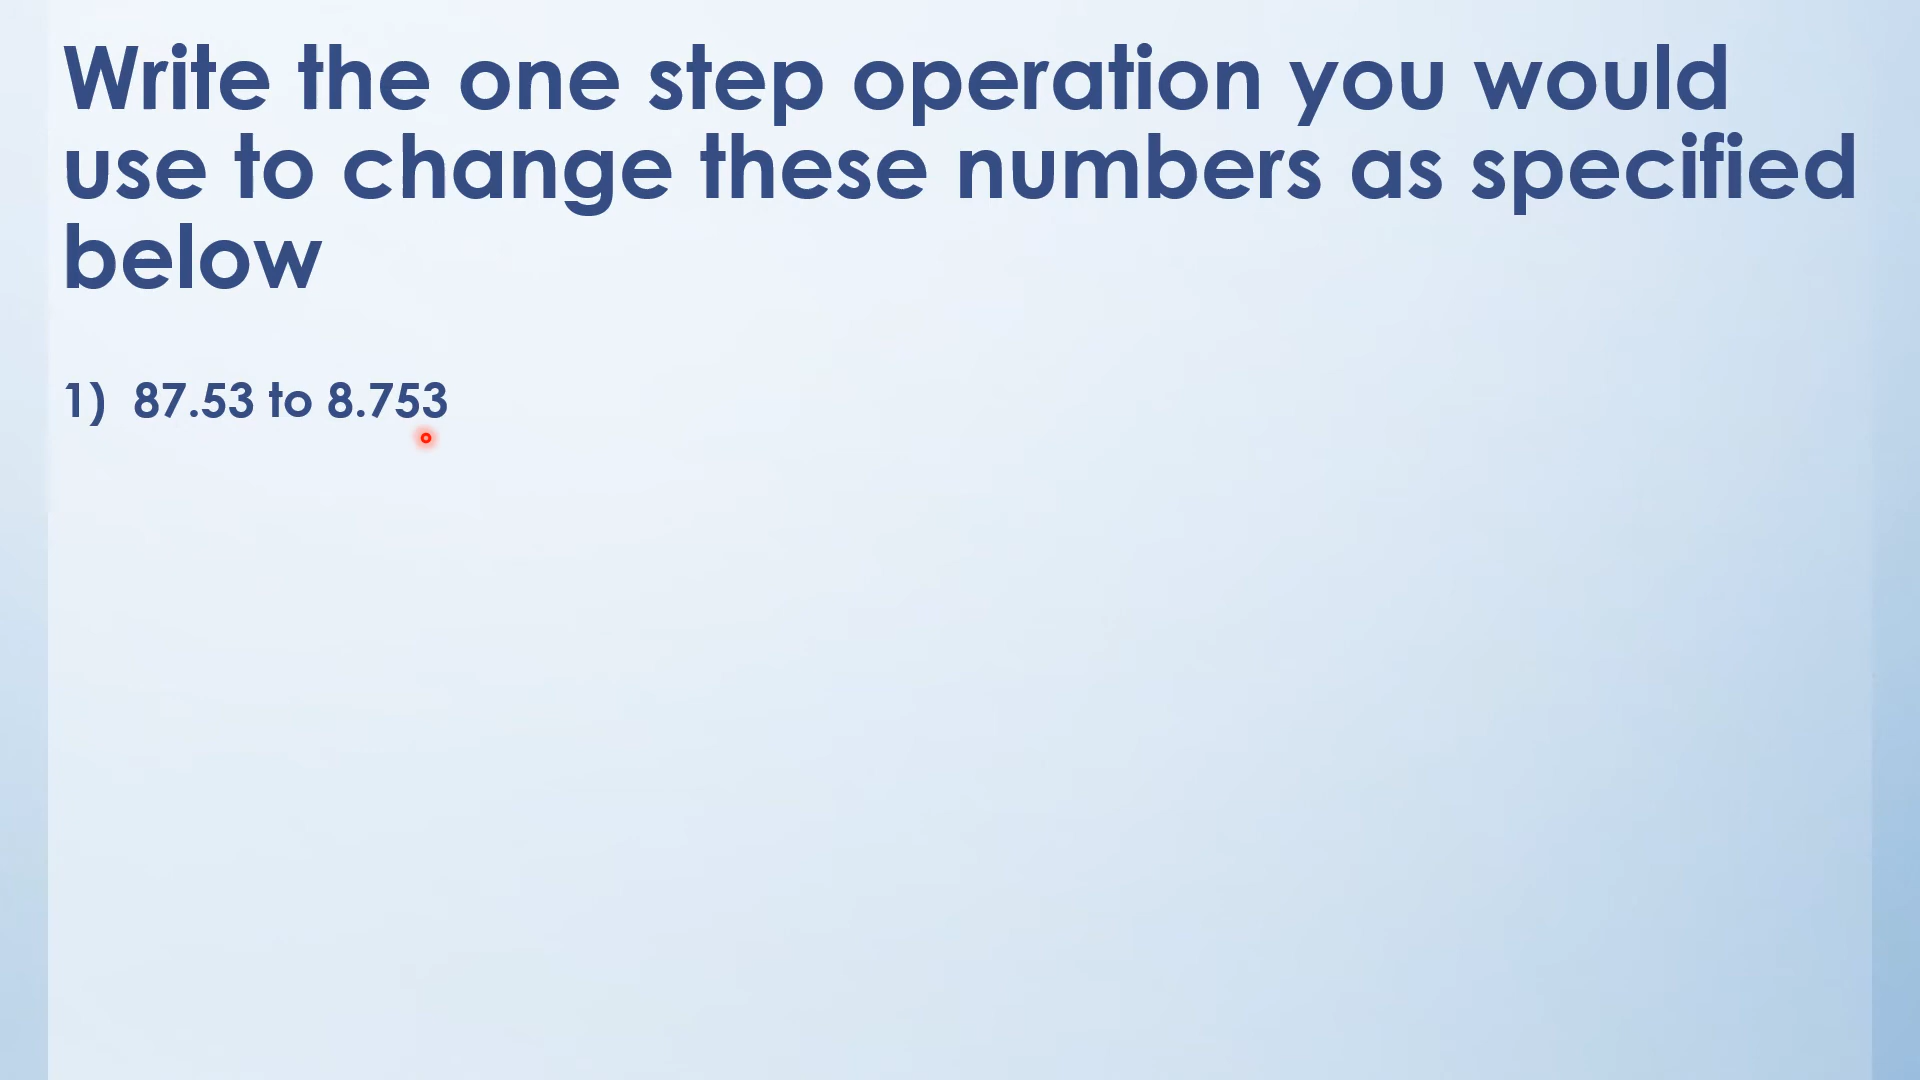 Write the one step operation you would
use to change these numbers as specified
below
1) 87.53 to 8.753